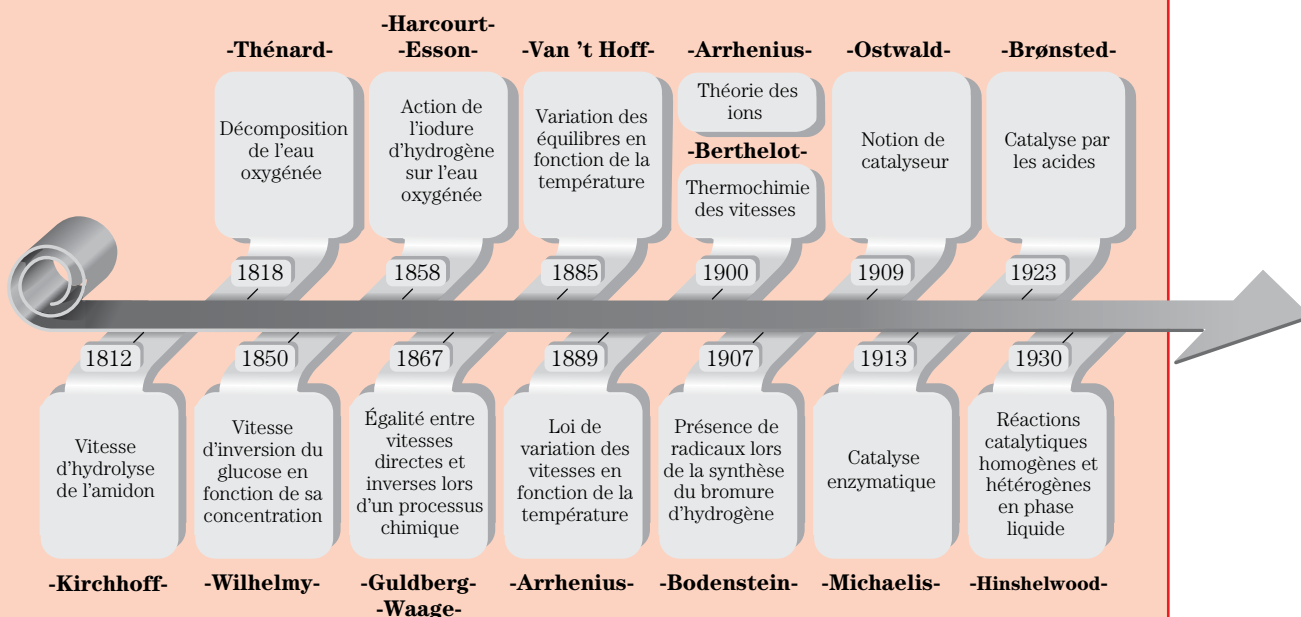 -Thénard-
Décomposition
de l'eau
oxygénée
1818
-Harcourt-
-Esson-
Action de
l'iodure
d'hydrogène
sur l'eau
oxygénée
1858
-Van 't Hoff-
Variation des
équilibres en
fonction de la
température
1885
-Arrhenius-
Théorie des
ions
-Berthelot-
Thermochimie
des vitesses
1900
-Ostwald-
Notion de
catalyseur
1909
-Brønsted-
Catalyse par
les acides
1923
1812
Vitesse
d'hydrolyse
de l'amidon
-Kirchhoff-
1850
Vitesse
d'inversion du
glucose en
fonction de sa
concentration
-Wilhelmy-
1867
Égalité entre
vitesses
directes et
inverses lors
d'un processus
chimique
-Guldberg-
-Waage-
1889
Loi de
variation des
vitesses en
fonction de la
température
-Arrhenius-
1907
Présence de
radicaux lors
de la synthèse
du bromure
d'hydrogène
-Bodenstein-
1913
Catalyse
enzymatique
-Michaelis-
1930
Réactions
catalytiques
homogènes et
hétérogènes
en phase
liquide
-Hinshelwood-